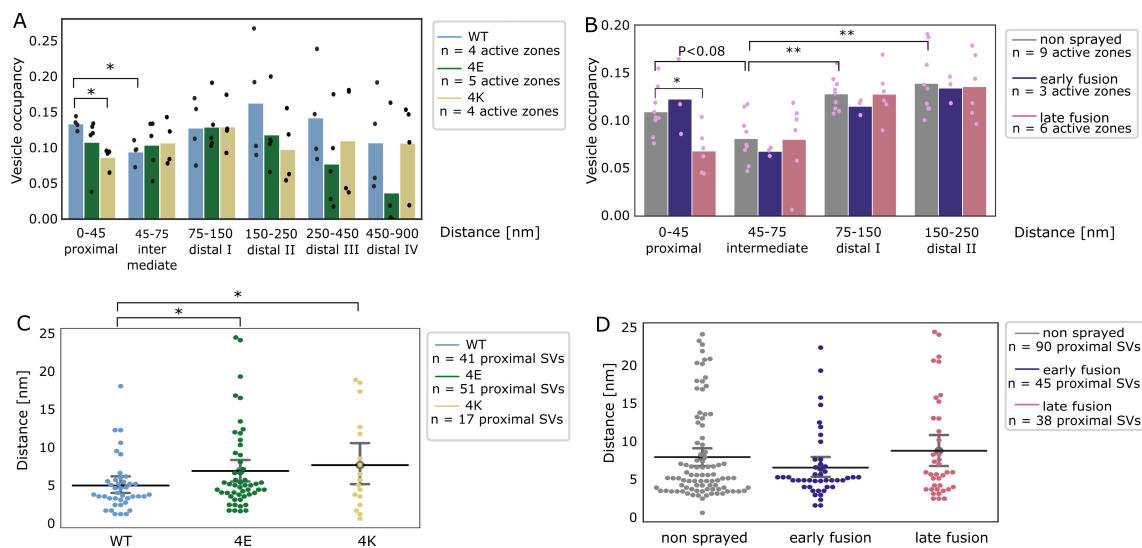 A
Vesicle occupancy
0.25
0.20
0.15
0.10
0.05
0.00
*
*
0-45
proximal
45-75
inter
mediate
75-150
distal I
150-250
distal II
250-450
distal III
450-900
distal IV
Distance [nm]
WT
n = 4 active zones
4E
n = 5 active zones
4K
n = 4 active zones
B
Vesicle occupancy
0.20
0.15
0.10
0.05
0.00
P<0.08
*
**
**
0-45
proximal
45-75
intermediate
75-150
distal I
150-250
distal II
Distance [nm]
non sprayed
n = 9 active zones
early fusion
n = 3 active zones
late fusion
n = 6 active zones
C
Distance [nm]
25
20
15
10
5
0
*
*
WT
4E
4K
WT
n = 41 proximal SVs
4E
n = 51 proximal SVs
4K
n = 17 proximal SVs
D
Distance [nm]
25
20
15
10
5
0
non sprayed
early fusion
late fusion
non sprayed
n = 90 proximal SVs
early fusion
n = 45 proximal SVs
late fusion
n = 38 proximal SVs